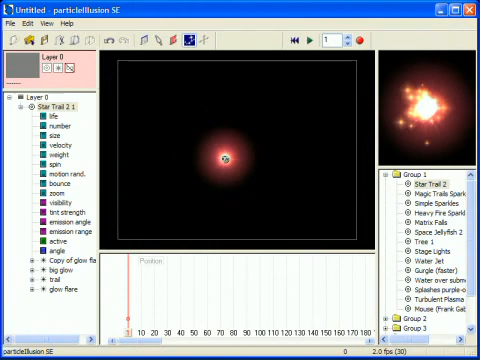 Untitled - particleIllusion SE
File Edit View Help
1
Layer 0
Layer 0
Star Trail 2 1
life
number
size
velocity
weight
spin
motion rand.
bounce
zoom
visibility
tint strength
emission angle
emission range
active
angle
Copy of glow fla
big glow
trail
glow flare
Position:
1 10 20 30 40 50 60 70 80 90 100 110 120 130 140 150 160 170 180
Group 1
Star Trail 2
Magic Trails Spark
Simple Sparkles
Heavy Fire Sparkl
Matrix Falls
Space Jellyfish 2
Tree 1
Stage Lights
Water Jet
Gurgle (faster)
Water over subm
Splashes purple-o
Turbulent Plasma
Mouse (Frank Gal
Group 2
Group 3
particleIllusion SE
0
2.0 fps (30)